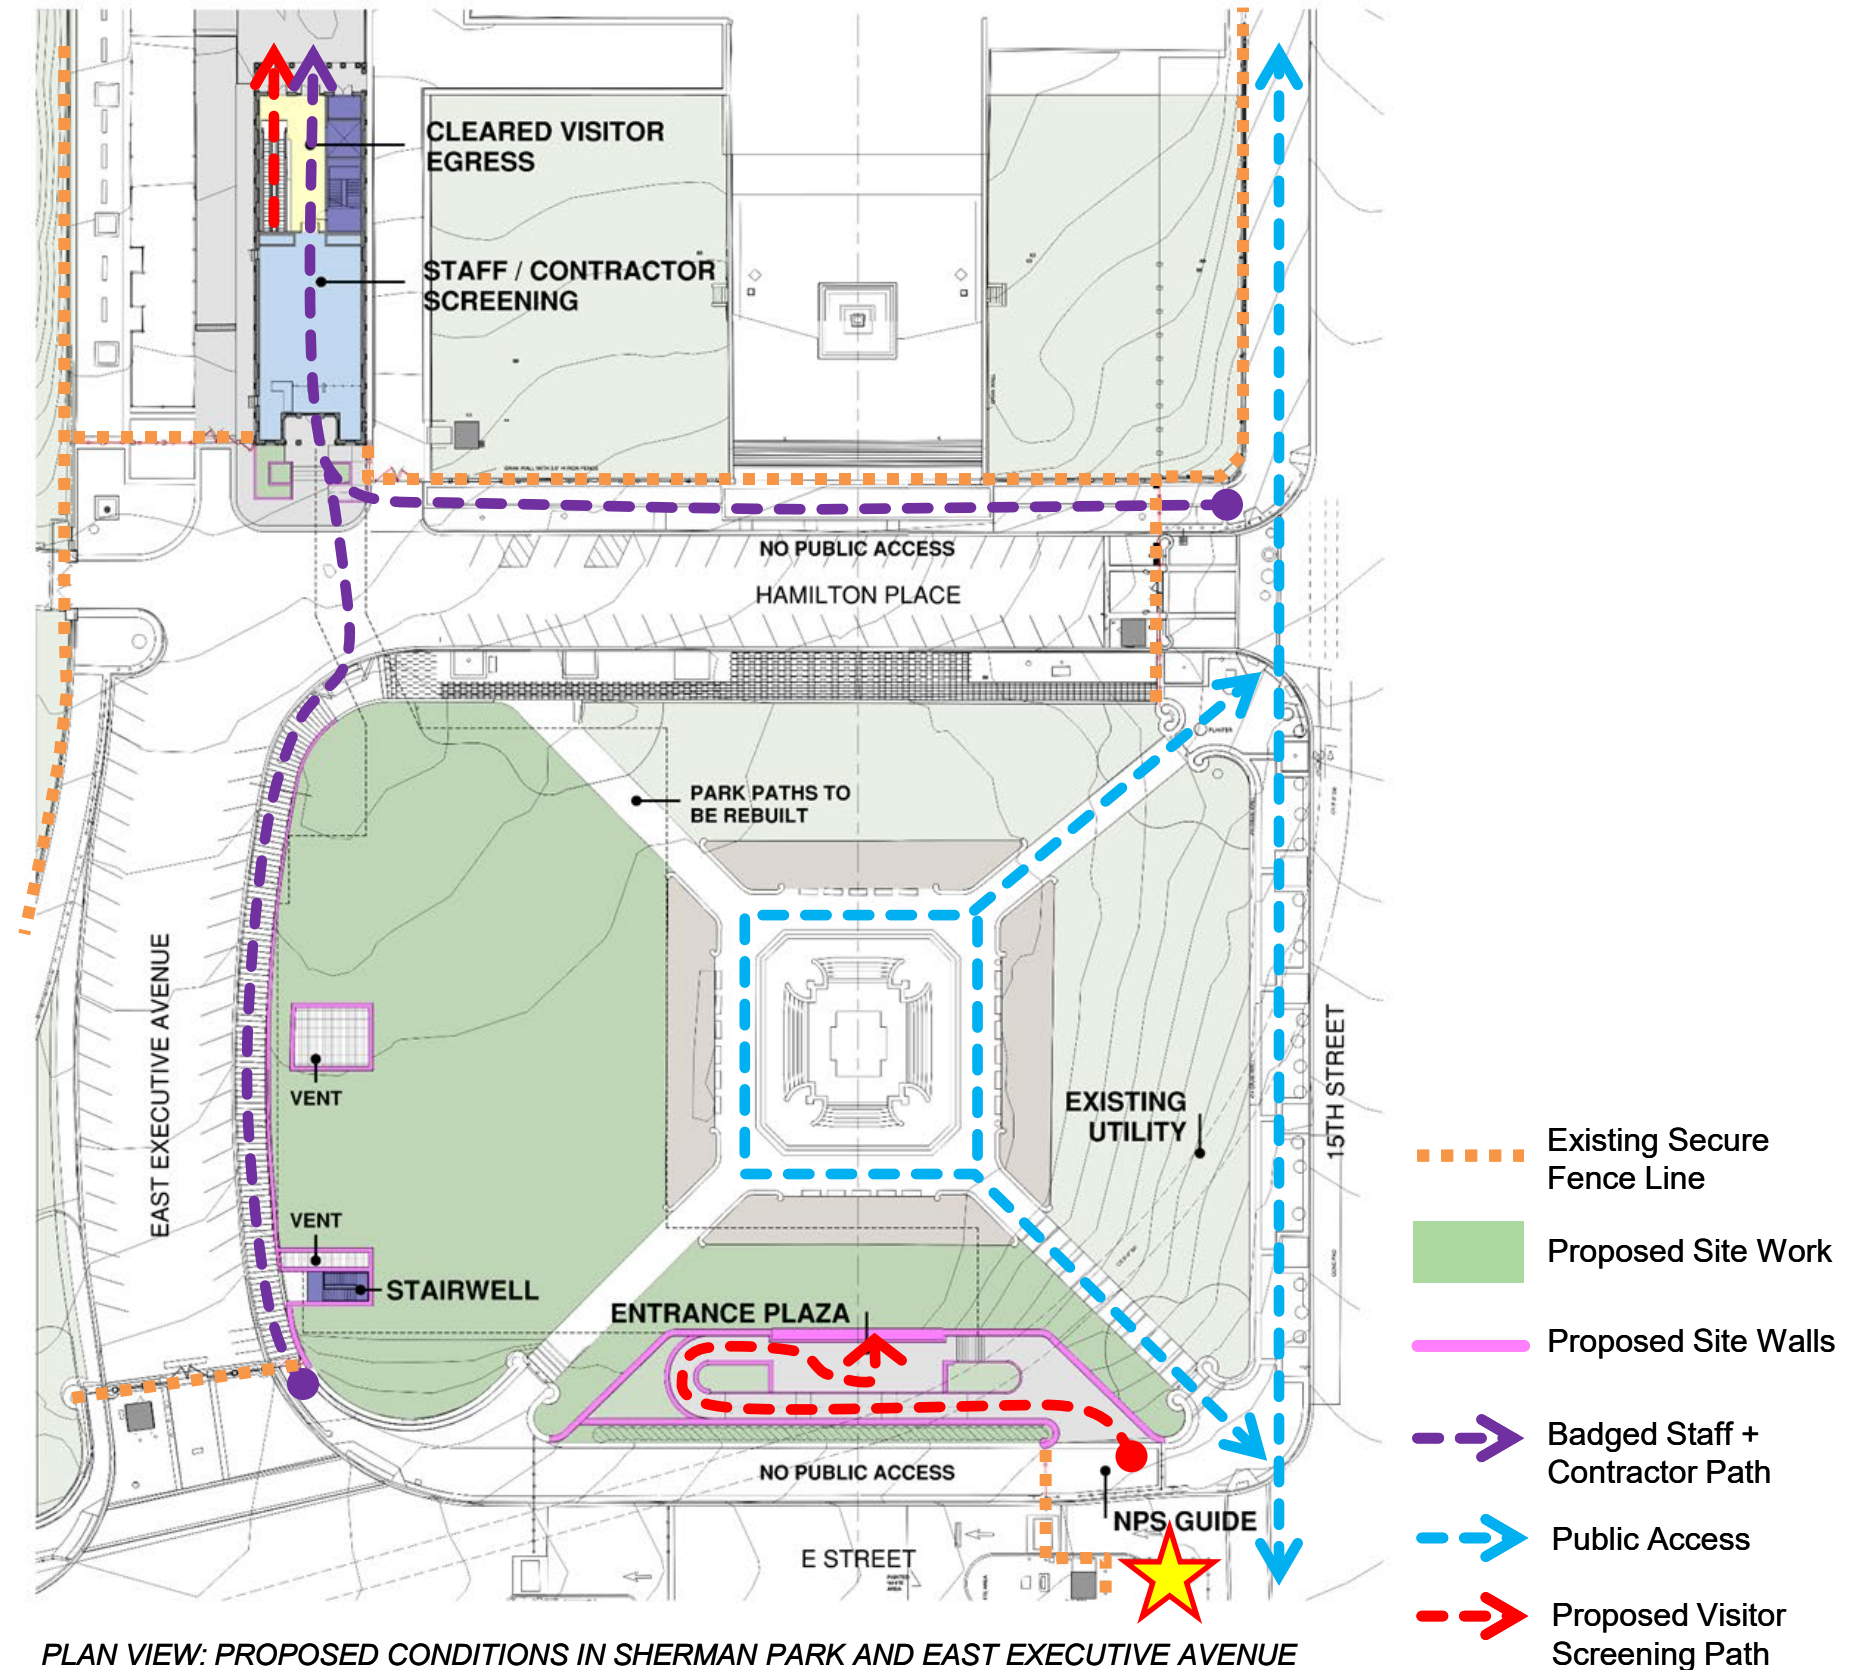 CLEARED VISITOR
EGRESS
STAFF / CONTRACTOR
SCREENING
NO PUBLIC ACCESS
HAMILTON PLACE
PLANTER
PARK PATHS TO
BE REBUILT
EAST EXECUTIVE AVENUE
VENT
EXISTING
UTILITY
15TH STREET
VENT
STAIRWELL
ENTRANCE PLAZA
NO PUBLIC ACCESS
NPS GUIDE
E STREET
Existing Secure
Fence Line
Proposed Site Work
Proposed Site Walls
Badged Staff +
Contractor Path
Public Access
Proposed Visitor
Screening Path
PLAN VIEW: PROPOSED CONDITIONS IN SHERMAN PARK AND EAST EXECUTIVE AVENUE